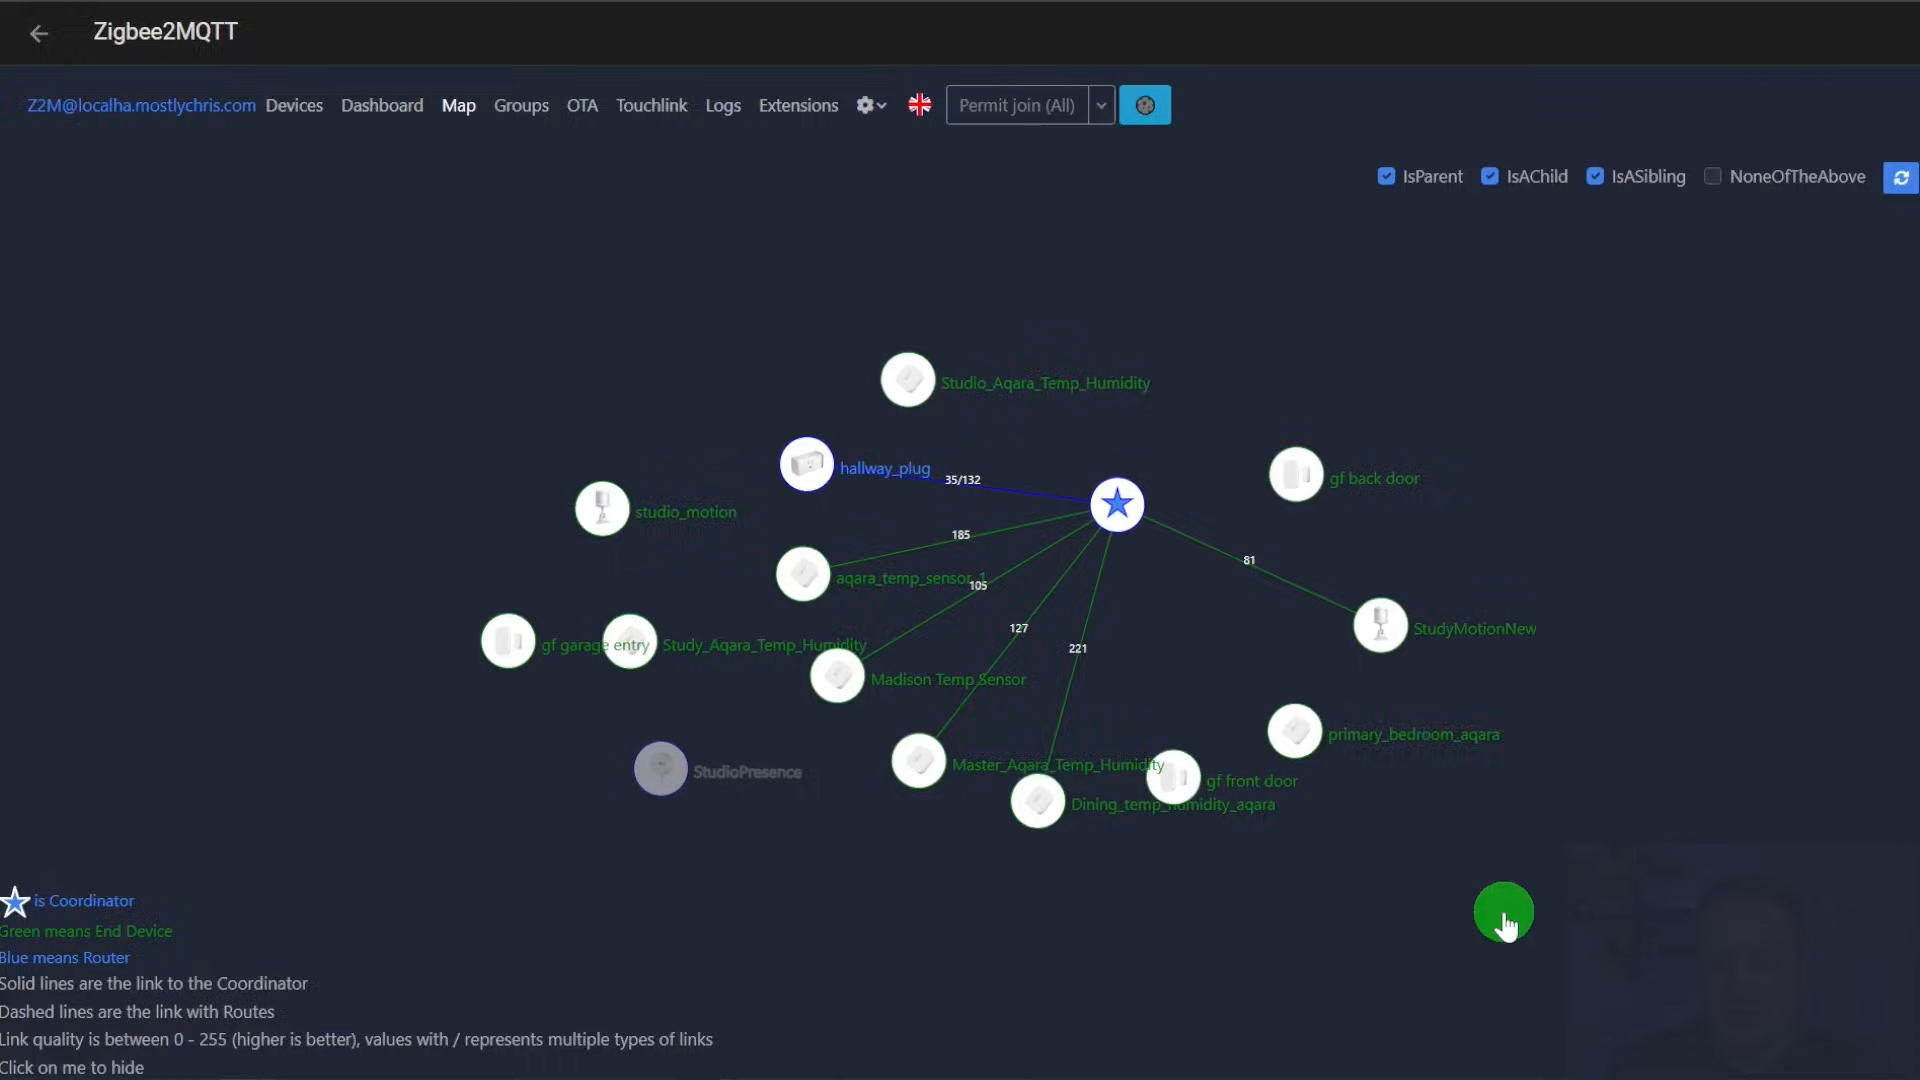 Zigbee2MQTT
Z2M@localha.mostlychris.com Devices Dashboard Map Groups OTA Touchlink Logs Extensions Permit join (All)
IsParent IsAChild IsASibling NoneOfTheAbove
Studio_Aqara_Temp_Humidity
hallway_plug
35/132
gf back door
studio_motion
185
81
aqara_temp_sensor_1
105
127
StudyMotionNew
gf garage entry
Study_Aqara_Temp_Humidity
221
Madison Temp Sensor
primary_bedroom_aqara
StudioPresence
Master_Aqara_Temp_Humidity
gf front door
Dining_temp_humidity_aqara
is Coordinator
Green means End Device
Blue means Router
Solid lines are the link to the Coordinator
Dashed lines are the link with Routes
Link quality is between 0 - 255 (higher is better), values with / represents multiple types of links
Click on me to hide